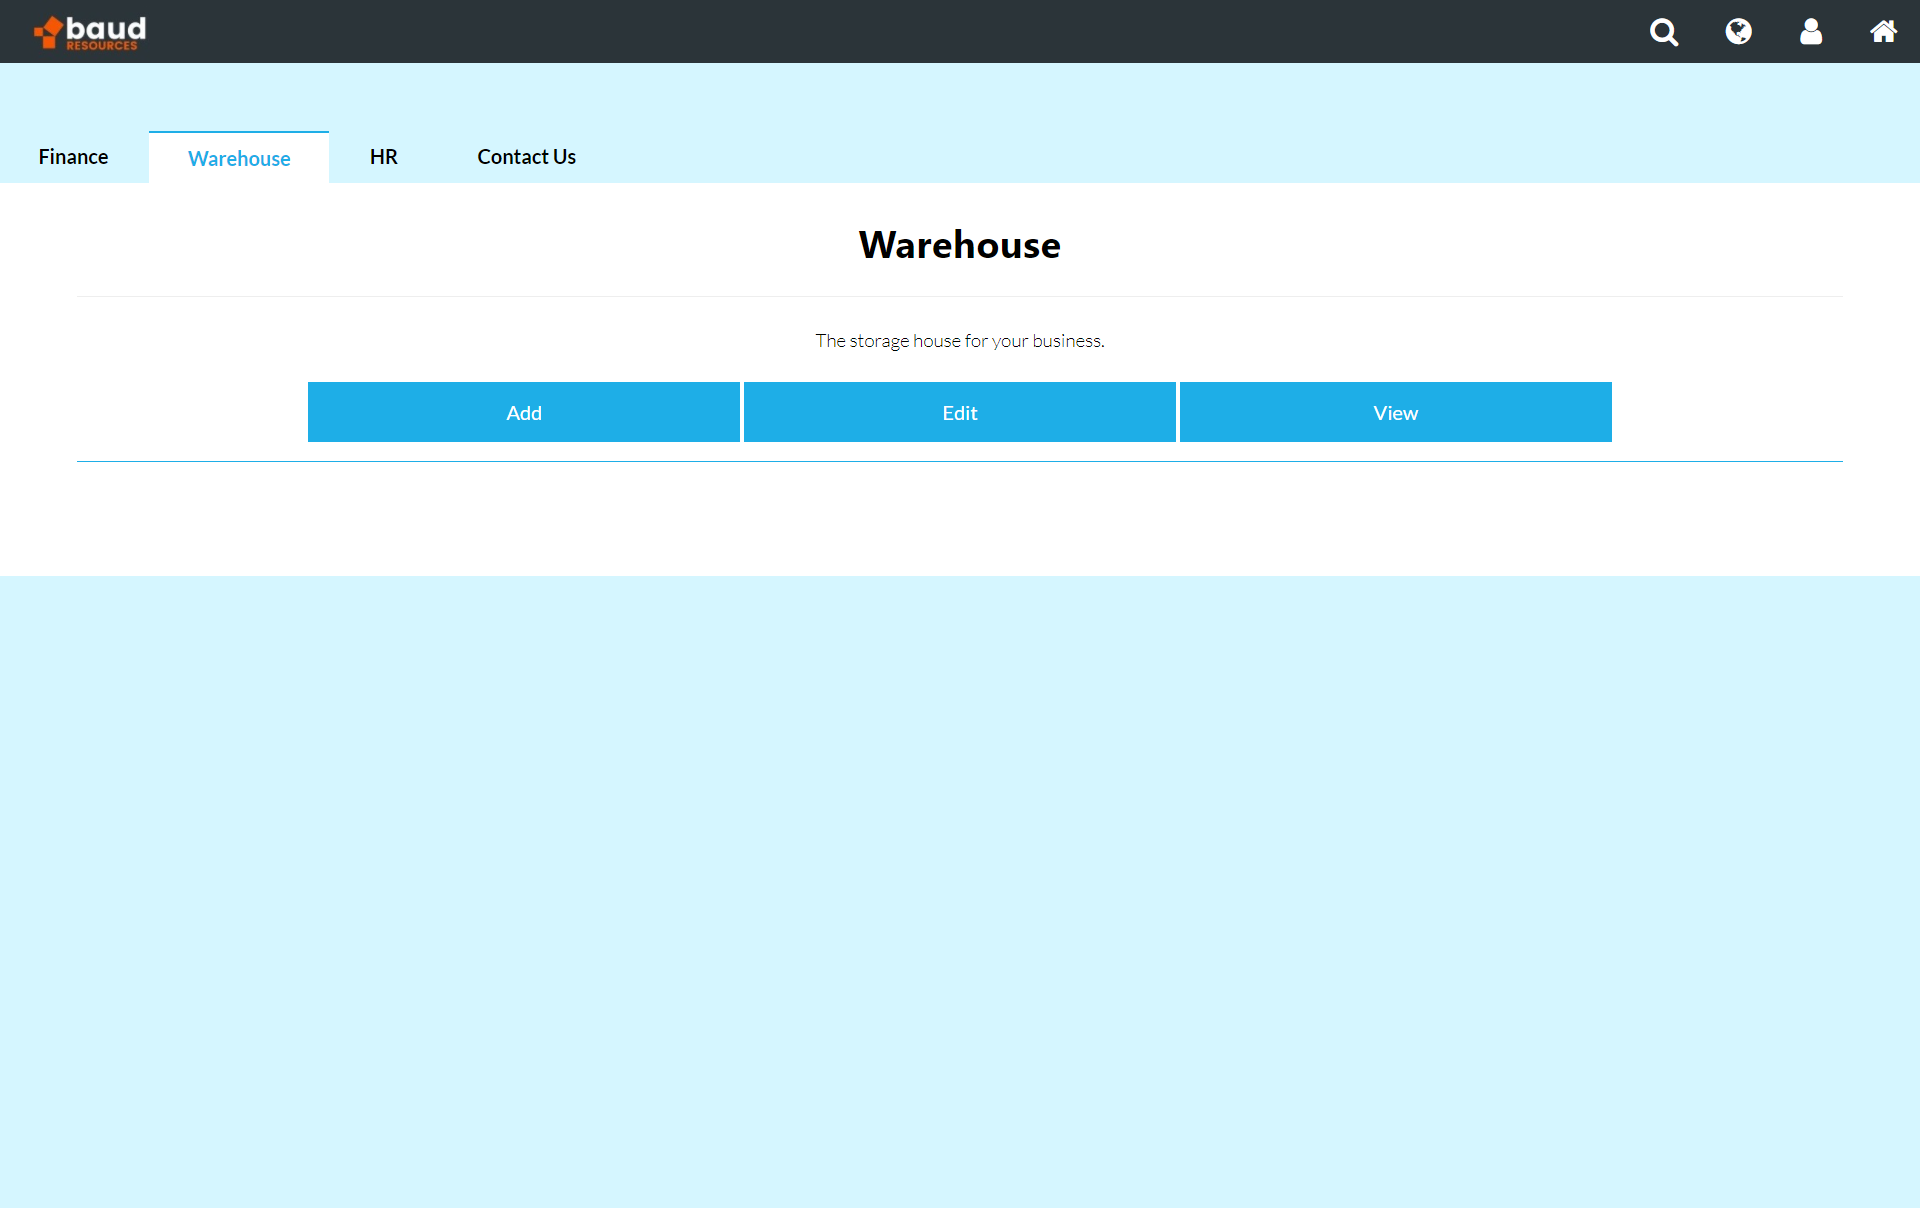 baud
RESOURCES
Finance
Warehouse
HR
Contact Us
Warehouse
The storage house for your business.
Add
Edit
View